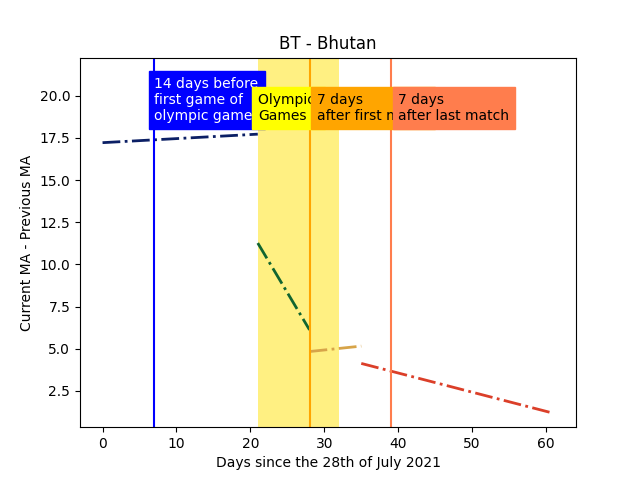 BT - Bhutan
14 days before
first game of
olympic game
Olympic
Games
7 days
after first m
7 days
after last match
20.0
17.5
15.0
12.5
10.0
7.5
5.0
2.5
Current MA - Previous MA
0 10 20 30 40 50 60
Days since the 28th of July 2021